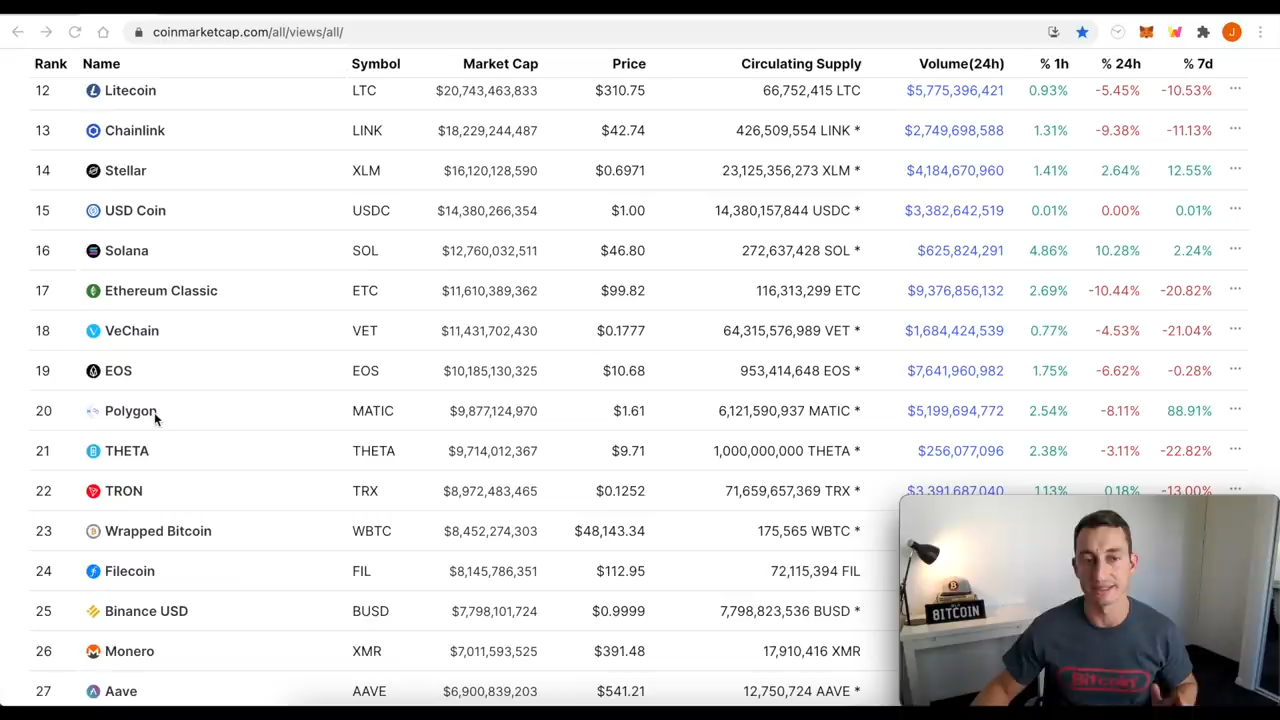 coinmarketcap.com/all/views/all/
J
Rank Name Symbol Market Cap Price Circulating Supply Volume(24h) % 1h % 24h % 7d
12 Litecoin LTC $20,743,463,833 $310.75 66,752,415 LTC $5,775,396,421 0.93% -5.45% -10.53% ...
13 Chainlink LINK $18,229,244,487 $42.74 426,509,554 LINK * $2,749,698,588 1.31% -9.38% -11.13% ...
14 Stellar XLM $16,120,128,590 $0.6971 23,125,356,273 XLM * $4,184,670,960 1.41% 2.64% 12.55% ...
15 USD Coin USDC $14,380,266,354 $1.00 14,380,157,844 USDC * $3,382,642,519 0.01% 0.00% 0.01% ...
16 Solana SOL $12,760,032,511 $46.80 272,637,428 SOL * $625,824,291 4.86% 10.28% 2.24% ...
17 Ethereum Classic ETC $11,610,389,362 $99.82 116,313,299 ETC $9,376,856,132 2.69% -10.44% -20.82% ...
18 VeChain VET $11,431,702,430 $0.1777 64,315,576,989 VET * $1,684,424,539 0.77% -4.53% -21.04% ...
19 EOS EOS $10,185,130,325 $10.68 953,414,648 EOS * $7,641,960,982 1.75% -6.62% -0.28% ...
20 Polygon MATIC $9,877,124,970 $1.61 6,121,590,937 MATIC * $5,199,694,772 2.54% -8.11% 88.91% ...
21 THETA THETA $9,714,012,367 $9.71 1,000,000,000 THETA * $256,077,096 2.38% -3.11% -22.82% ...
22 TRON TRX $8,972,483,465 $0.1252 71,659,657,369 TRX * $3,391,687,040 1.13% 0.18% -13.00% ...
23 Wrapped Bitcoin WBTC $8,452,274,303 $48,143.34 175,565 WBTC *
24 Filecoin FIL $8,145,786,351 $112.95 72,115,394 FIL
25 Binance USD BUSD $7,798,101,724 $0.9999 7,798,823,536 BUSD *
26 Monero XMR $7,011,593,525 $391.48 17,910,416 XMR
27 Aave AAVE $6,900,839,203 $541.21 12,750,724 AAVE *
BITCOIN
Bitcoin